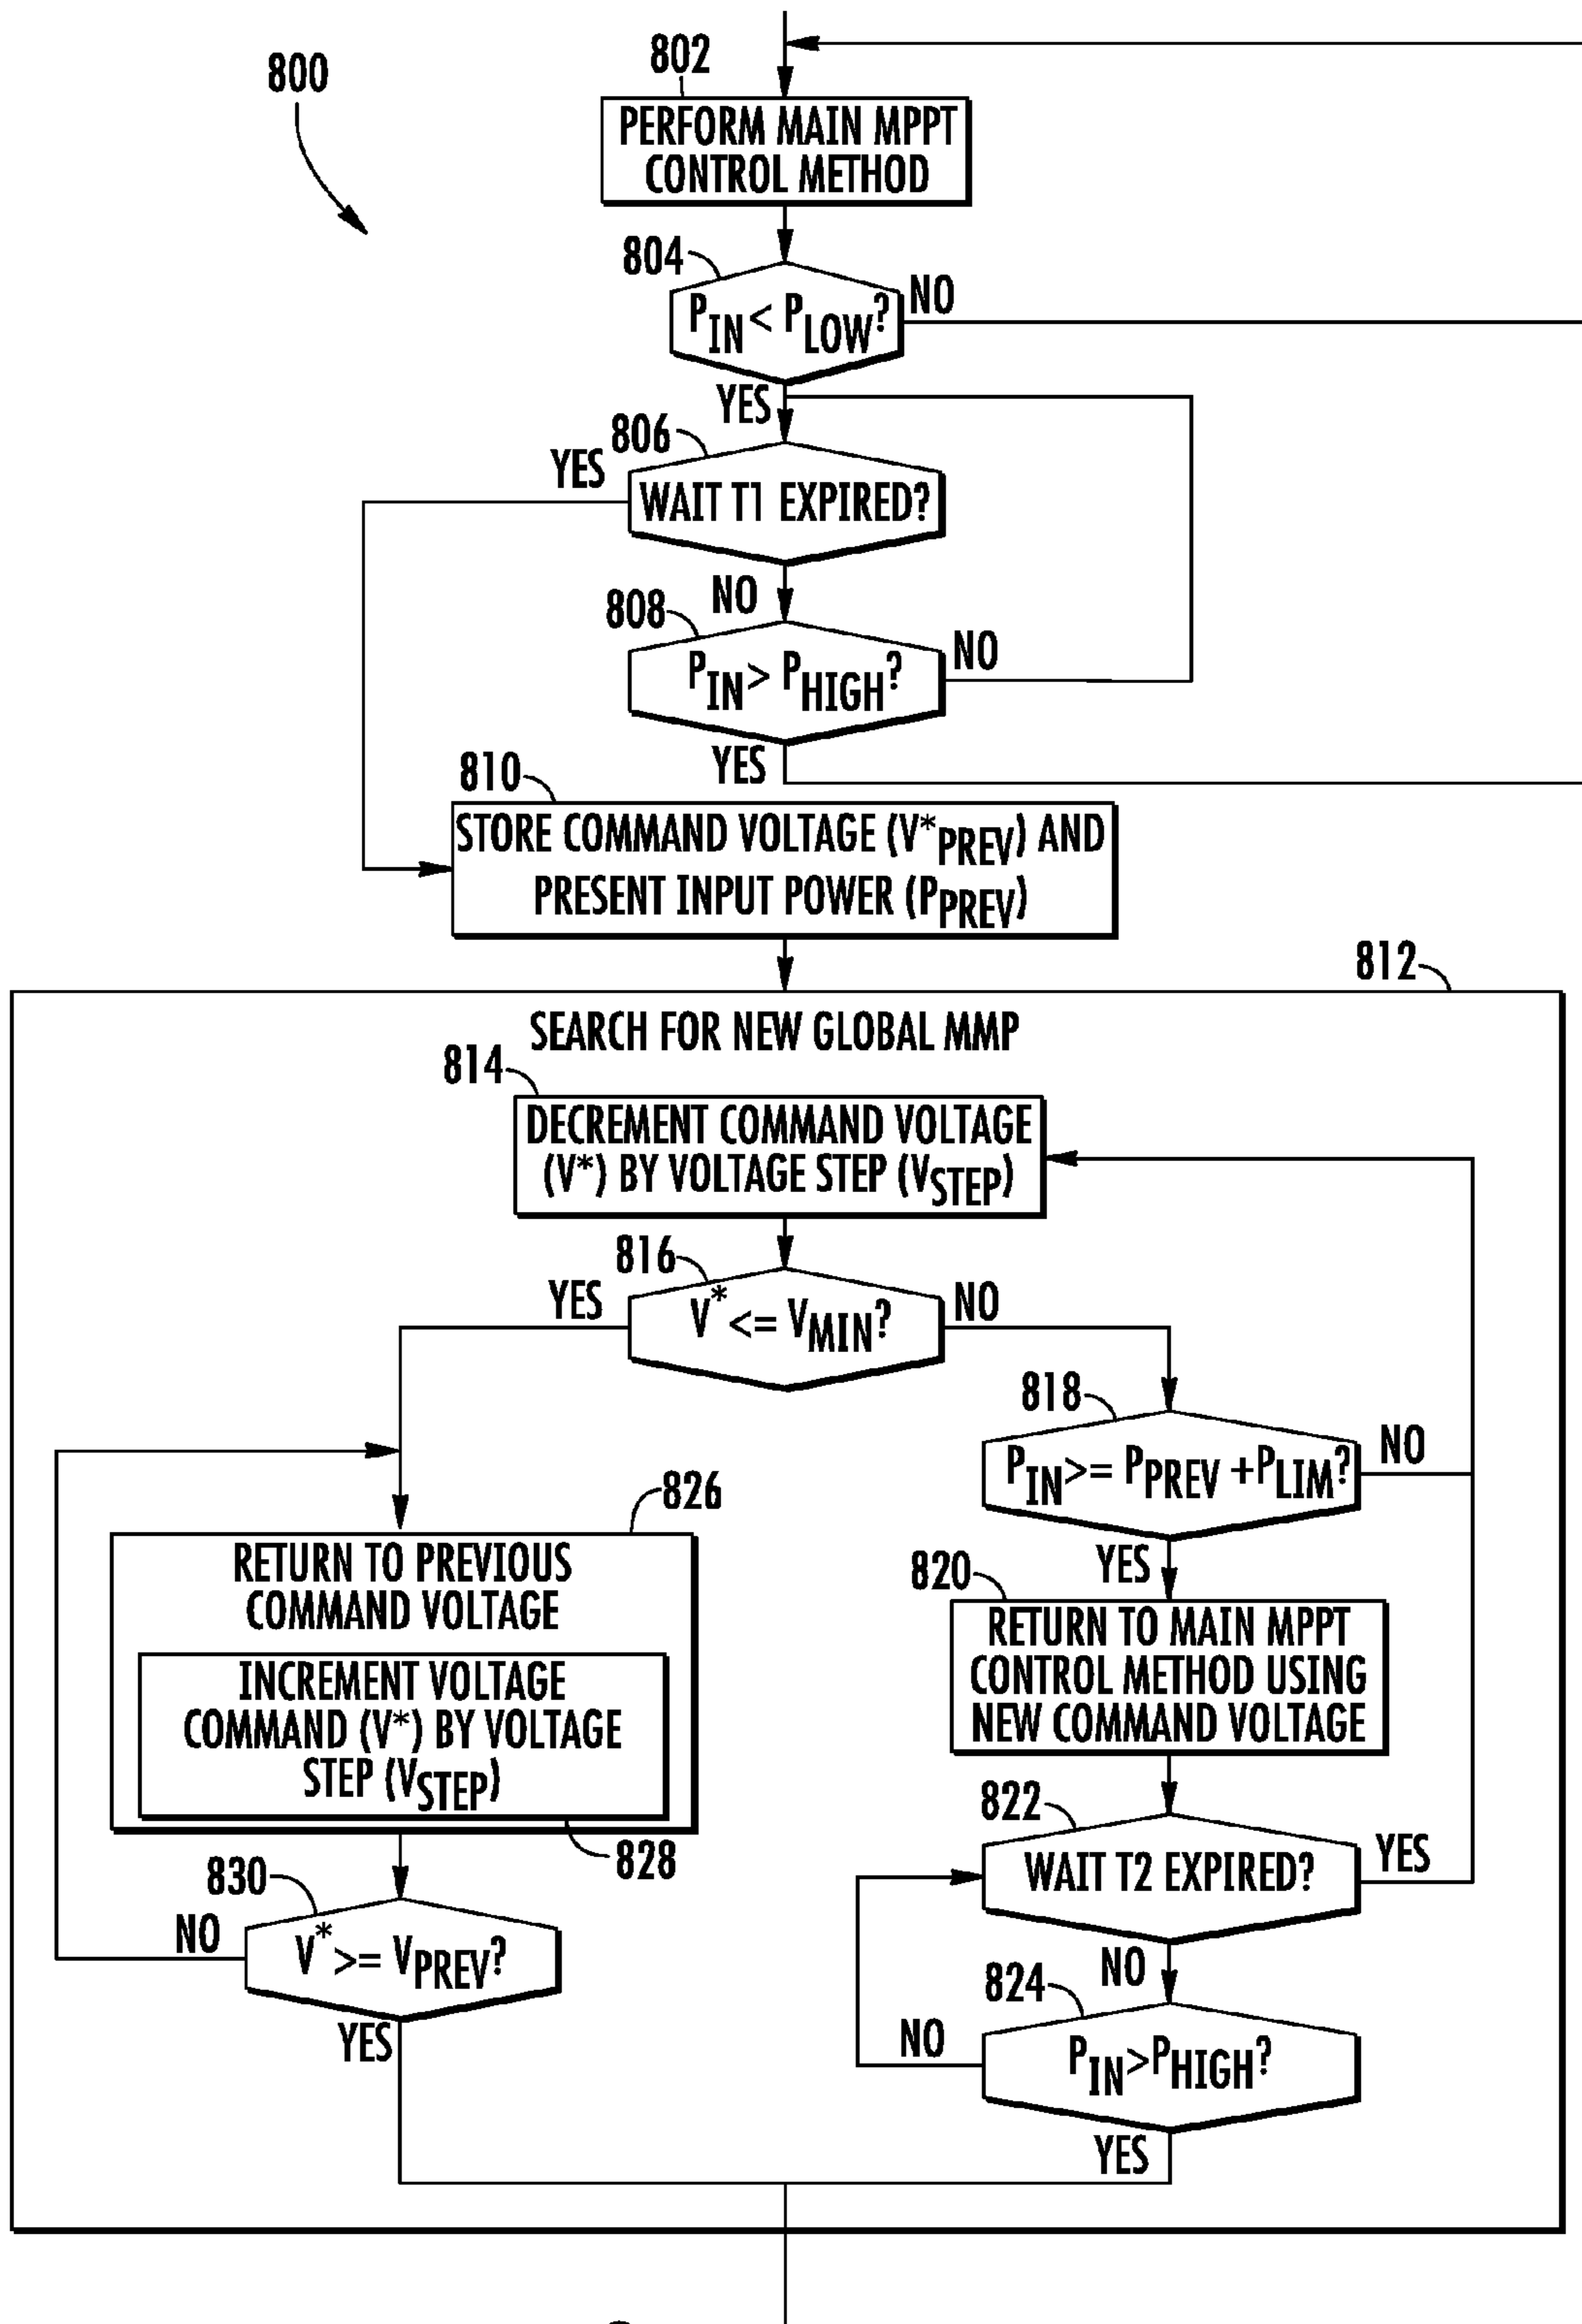 800
802
PERFORM MAIN MPPT
CONTROL METHOD
804
PIN < PLOW?
NO
YES
806
YES
WAIT T1 EXPIRED?
NO
808
PIN > PHIGH?
NO
YES
810
STORE COMMAND VOLTAGE (V*PREV) AND
PRESENT INPUT POWER (PPREV)
812
SEARCH FOR NEW GLOBAL MMP
814
DECREMENT COMMAND VOLTAGE
(V*) BY VOLTAGE STEP (VSTEP)
816
YES
V* <= VMIN?
NO
818
PIN >= PPREV +PLIM?
NO
YES
826
RETURN TO PREVIOUS
COMMAND VOLTAGE
INCREMENT VOLTAGE
COMMAND (V*) BY VOLTAGE
STEP (VSTEP)
828
820
RETURN TO MAIN MPPT
CONTROL METHOD USING
NEW COMMAND VOLTAGE
822
WAIT T2 EXPIRED?
YES
NO
830
NO
V* >= VPREV?
YES
824
NO
PIN>PHIGH?
YES